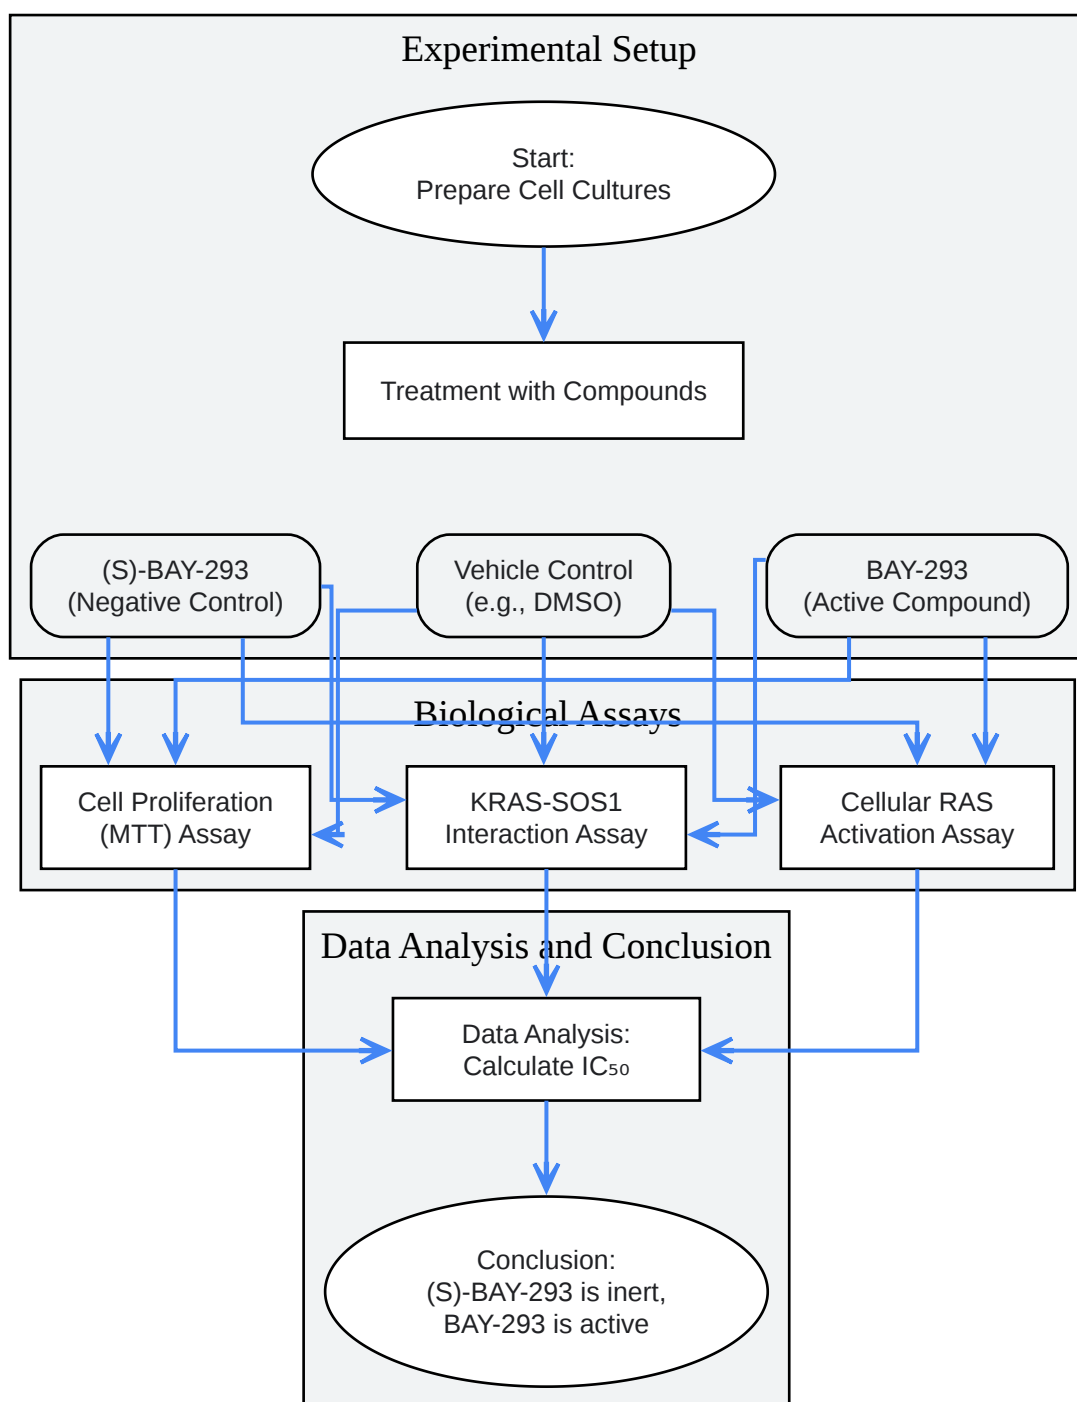 Experimental Setup
Start:
Prepare Cell Cultures
Treatment with Compounds
(S)-BAY-293
(Negative Control)
Vehicle Control
(e.g., DMSO)
BAY-293
(Active Compound)
Biological Assays
Cell Proliferation
(MTT) Assay
KRAS-SOS1
Interaction Assay
Cellular RAS
Activation Assay
Data Analysis and Conclusion
Data Analysis:
Calculate IC₅₀
Conclusion:
(S)-BAY-293 is inert,
BAY-293 is active